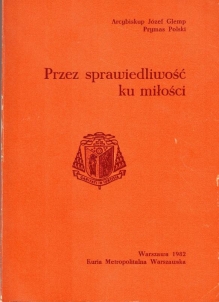 Arcybiskup Józef Glemp
Prymas Polski
Przez sprawiedliwość
ku miłości
Warszawa 1982
Kuria Metropolitalna Warszawska